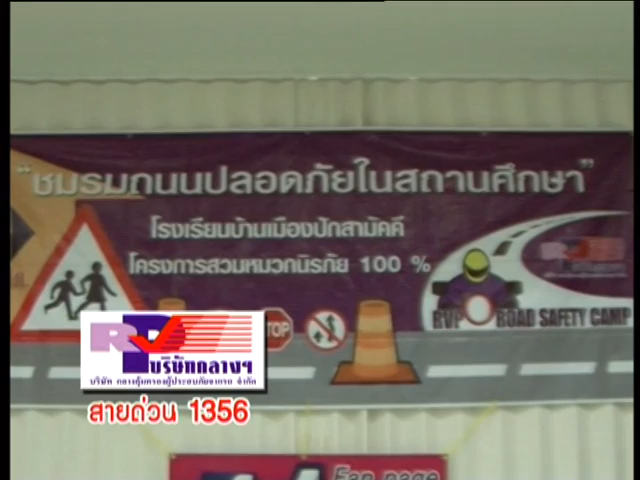 "ชมรมถนนปลอดภัยในสถานศึกษา"
โรงเรียนบ้านเมืองปักสามัคคี
โครงการสวมหมวกนิรภัย 100 %
RVP ROAD SAFETY CAMP
STOP
RVP
บริษัทกลางฯ
บริษัท กลางคุ้มครองผู้ประสบภัยจากรถ จำกัด
สายด่วน 1356
Fan page